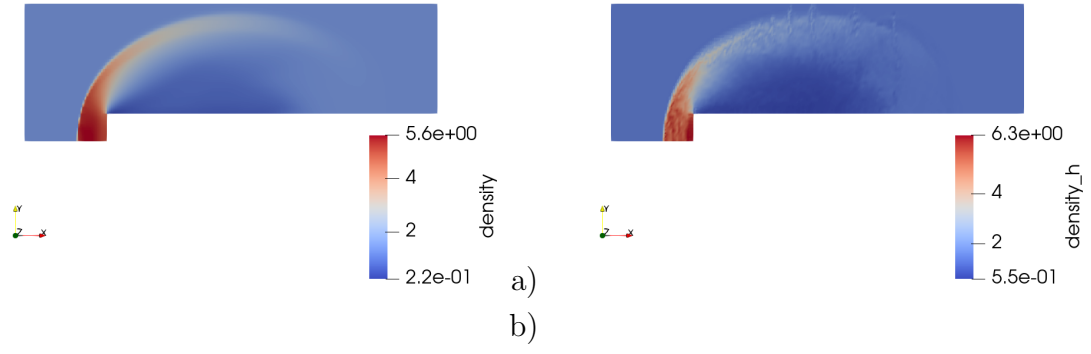 5.6e+00
4
2
2.2e-01
density
Y
Z X
6.3e+00
4
2
5.5e-01
density_h
Y
Z X
a)
b)